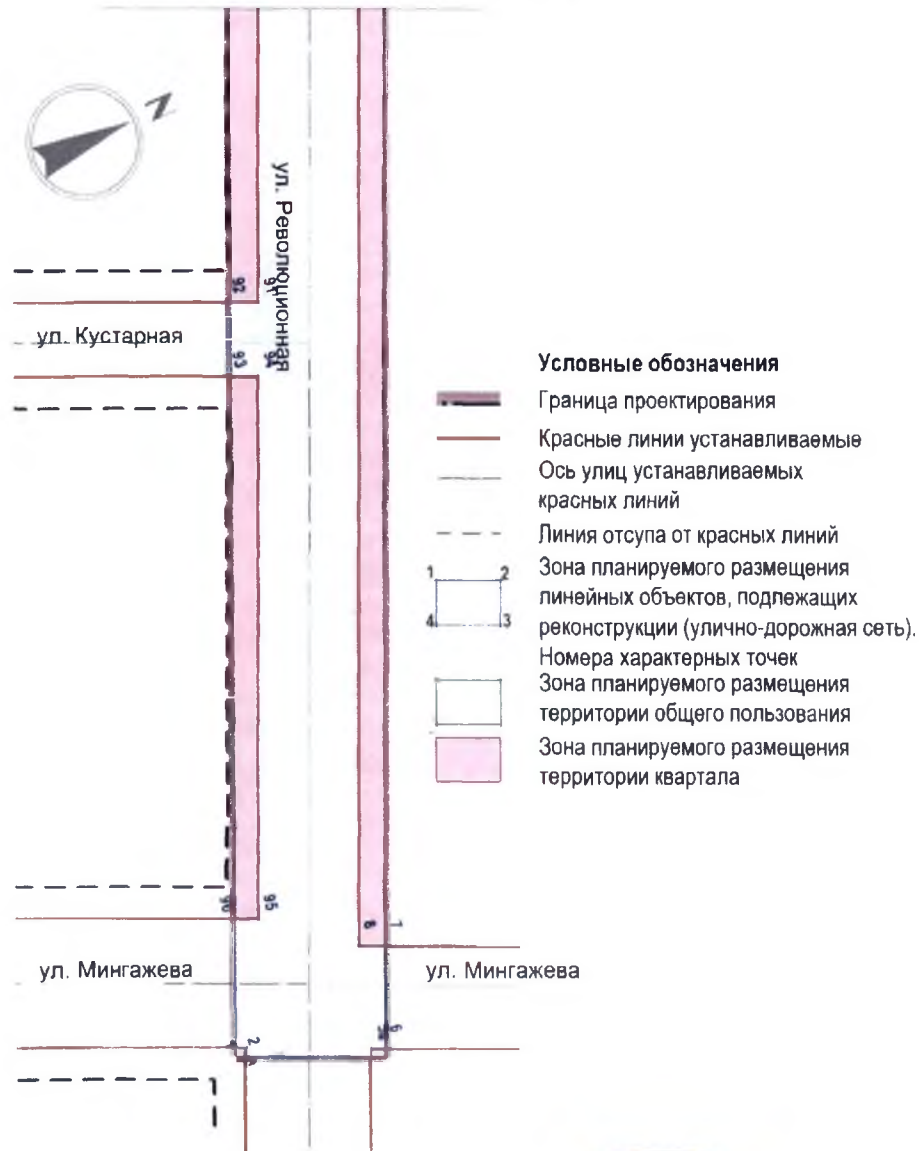 N
ул. Революционная
92
91
ул. Кустарная
93
94
Условные обозначения
Граница проектирования
Красные линии устанавливаемые
Ось улиц устанавливаемых
красных линий
Линия отсупа от красных линий
1 2
Зона планируемого размещения
линейных объектов, подлежащих
4 3
реконструкции (улично-дорожная сеть).
Номера характерных точек
Зона планируемого размещения
территории общего пользования
Зона планируемого размещения
территории квартала
96
95
8
ул. Мингажева
ул. Мингажева
6
2